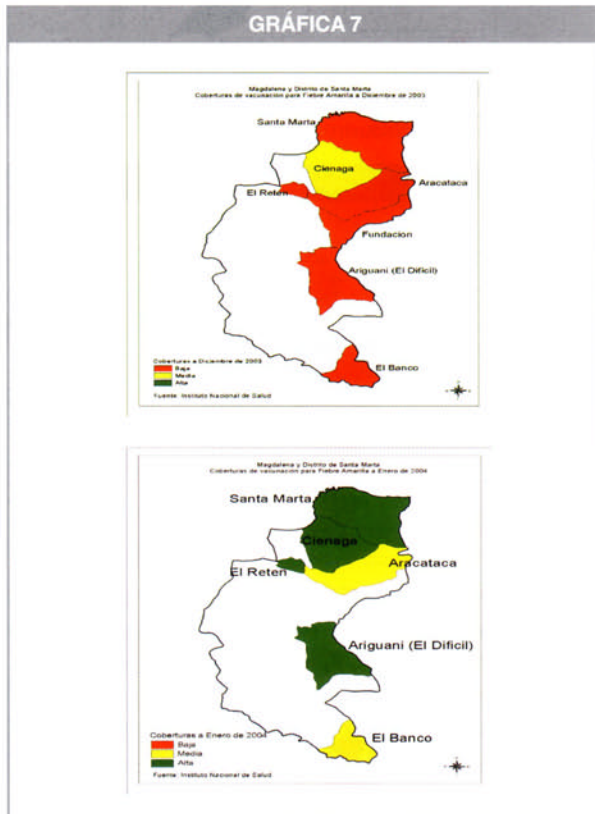 GRÁFICA 7
Magdalena y Distrito de Santa Marta
Coberturas de vacunación para Fiebre Amarilla a Diciembre de 2003
Santa Marta
Cienaga
El Reten
Aracataca
Fundacion
Ariguani (El Dificil)
El Banco
Coberturas a Diciembre de 2003
Baja
Media
Alta
Fuente: Instituto Nacional de Salud
Magdalena y Distrito de Santa Marta
Coberturas de vacunación para Fiebre Amarilla a Enero de 2004
Santa Marta
Cienaga
Aracataca
El Reten
Ariguani (El Dificil)
El Banco
Coberturas a Enero de 2004
Baja
Media
Alta
Fuente: Instituto Nacional de Salud